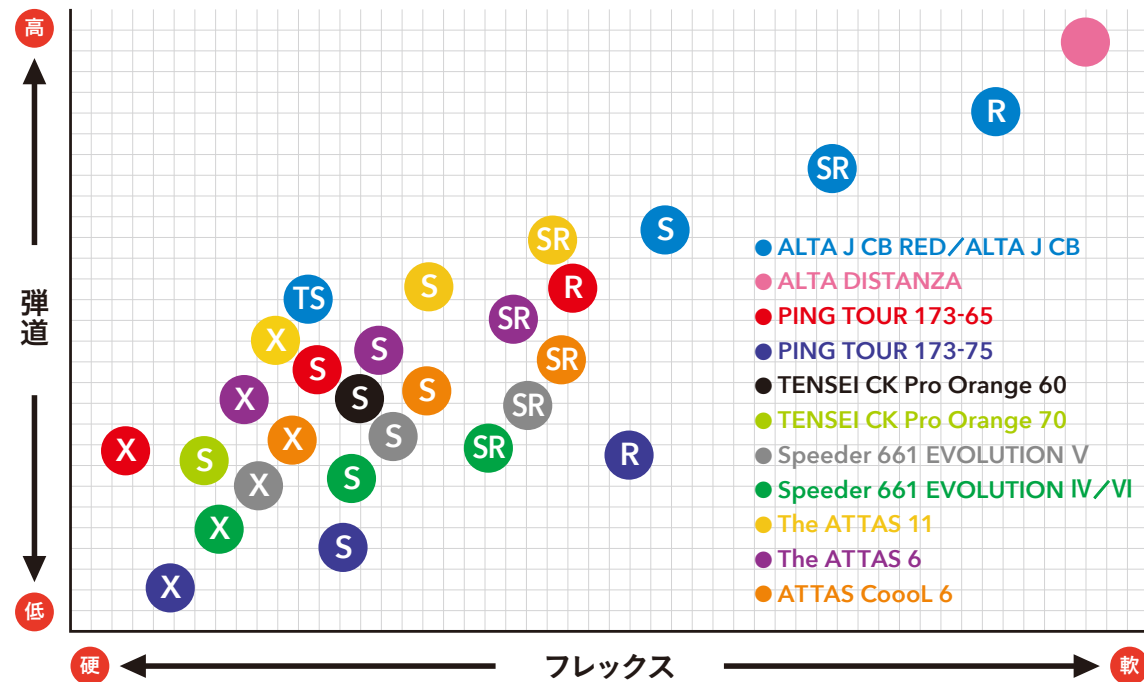 高
R
SR
S
SR
ALTA J CB RED／ALTA J CB
ALTA DISTANZA
S
R
TS
弾道
SR
PING TOUR 173-65
X
S
PING TOUR 173-75
SR
S
TENSEI CK Pro Orange 60
S
S
X
SR
TENSEI CK Pro Orange 70
X
S
SR
X
R
Speeder 661 EVOLUTION V
S
S
X
Speeder 661 EVOLUTION Ⅳ／Ⅵ
X
The ATTAS 11
S
The ATTAS 6
X
ATTAS CoooL 6
低
硬
フレックス
軟